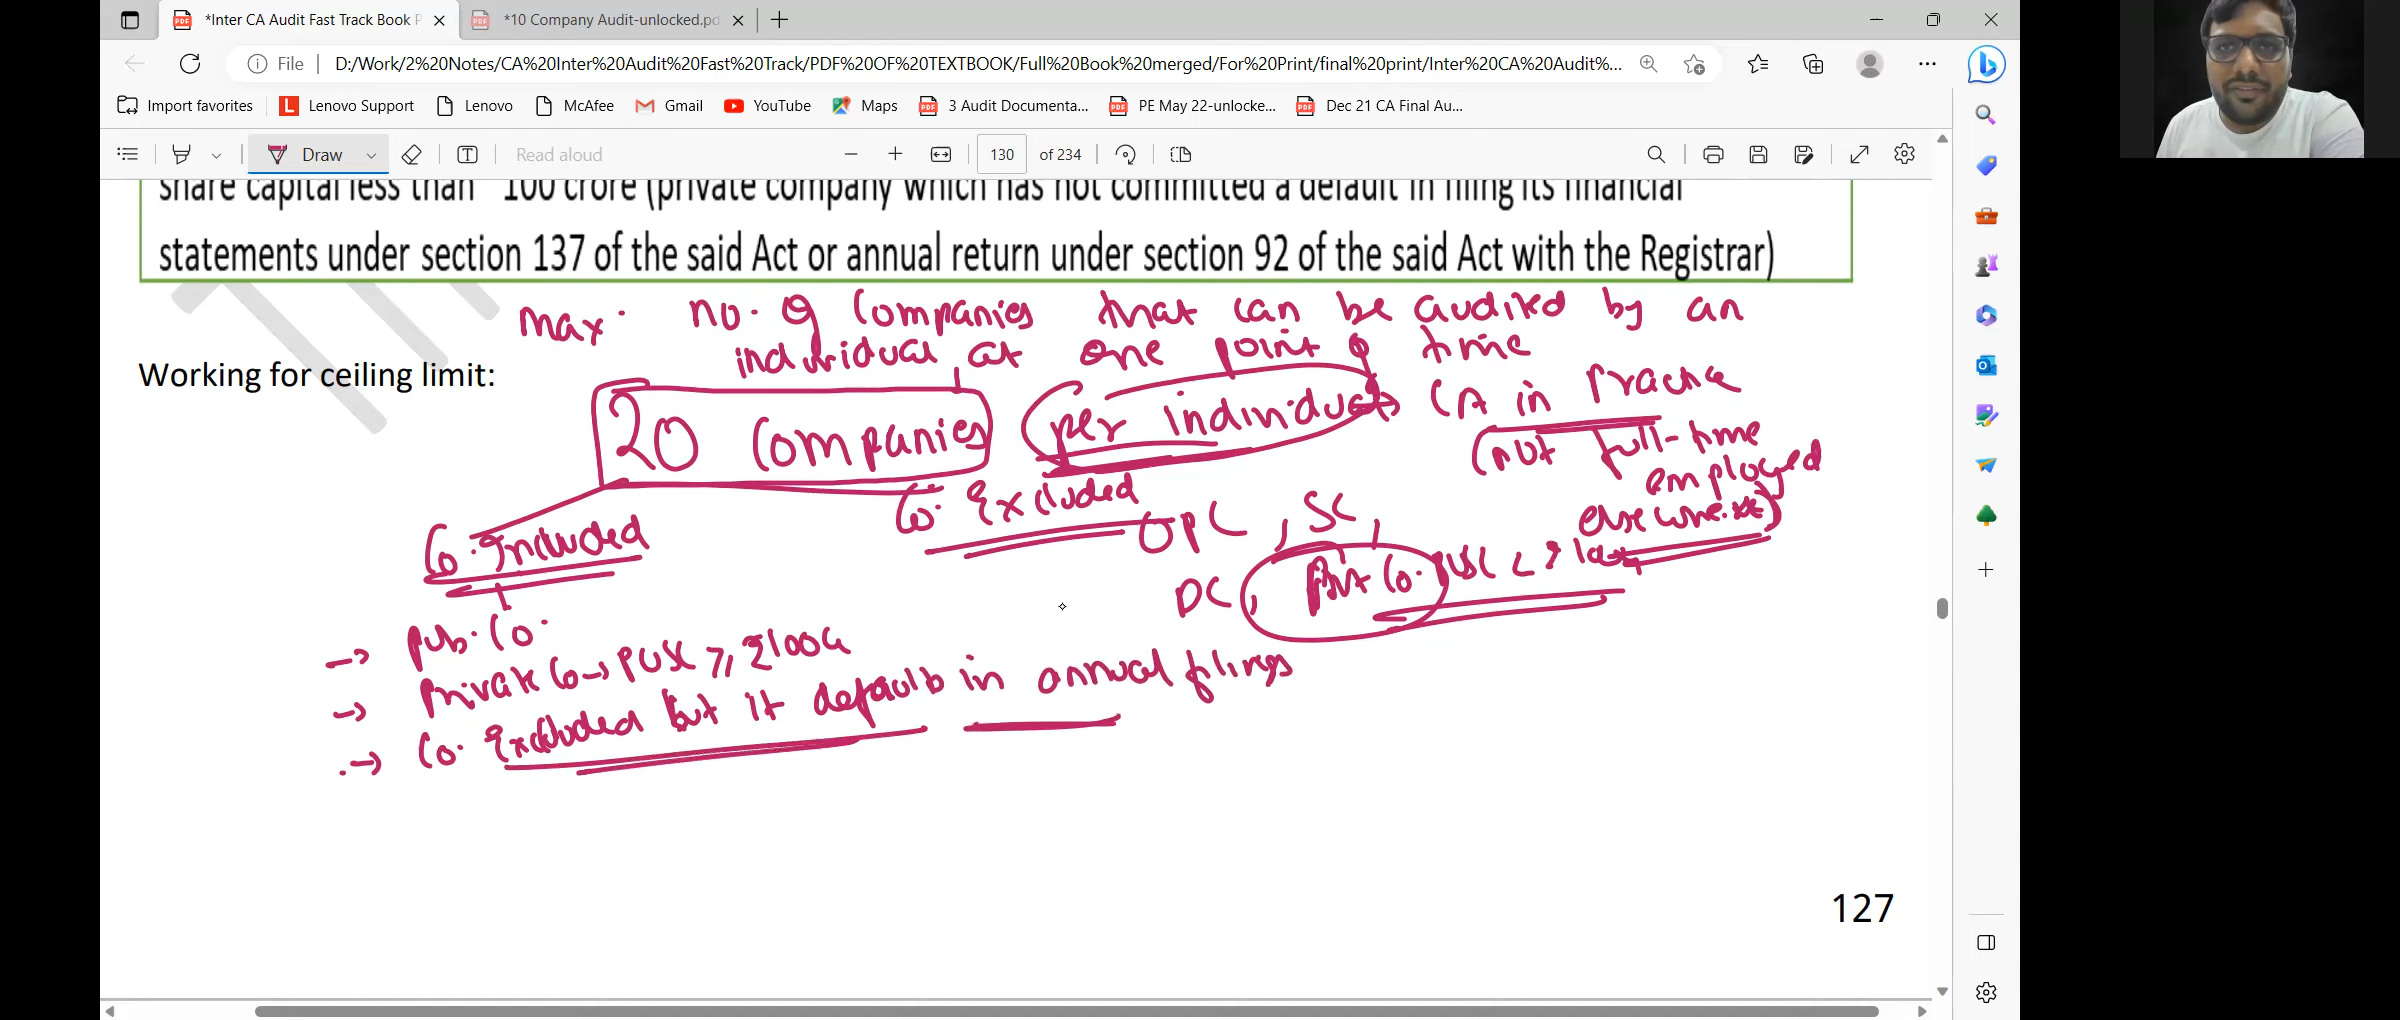 *Inter CA Audit Fast Track Book P
*10 Company Audit-unlocked.pd
File D:/Work/2%20Notes/CA%20Inter%20Audit%20Fast%20Track/PDF%20OF%20TEXTBOOK/Full%20Book%20merged/For%20Print/final%20print/Inter%20CA%20Audit%...
Import favorites Lenovo Support Lenovo McAfee Gmail YouTube Maps 3 Audit Documenta... PE May 22-unlocke... Dec 21 CA Final Au...
Draw Read aloud 130 of 234
share capital less than 100 crore (private company which has not committed a default in filing its financial
statements under section 137 of the said Act or annual return under section 92 of the said Act with the Registrar)
max. no. of Companies that can be audited by an
individual at one point of time
Working for ceiling limit:
20 Companies per individual CA in Practice
(not full-time
employed
elsewhere)
Co. Included
Co. Excluded
OPC, SC,
DC, Pvt Co. PUSC <
→ Pub. Co.
→ Private Co → PUSC ≥ ₹100Cr
→ Co. Excluded but it defaults in annual filings
127